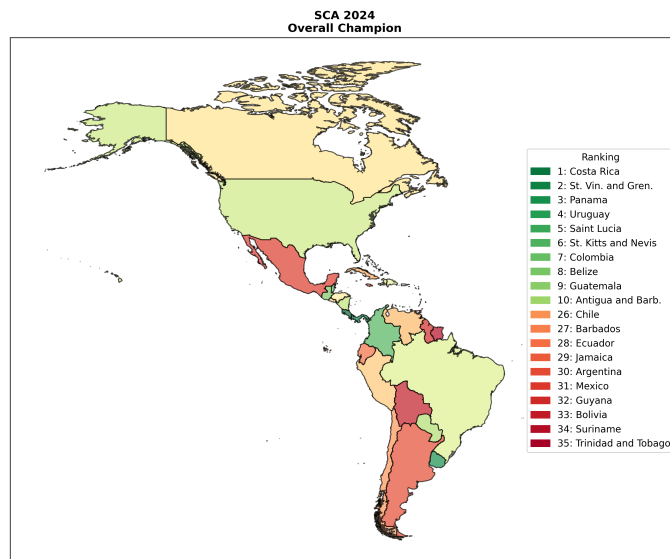 SCA 2024
Overall Champion
Ranking
1: Costa Rica
2: St. Vin. and Gren.
3: Panama
4: Uruguay
5: Saint Lucia
6: St. Kitts and Nevis
7: Colombia
8: Belize
9: Guatemala
10: Antigua and Barb.
26: Chile
27: Barbados
28: Ecuador
29: Jamaica
30: Argentina
31: Mexico
32: Guyana
33: Bolivia
34: Suriname
35: Trinidad and Tobago